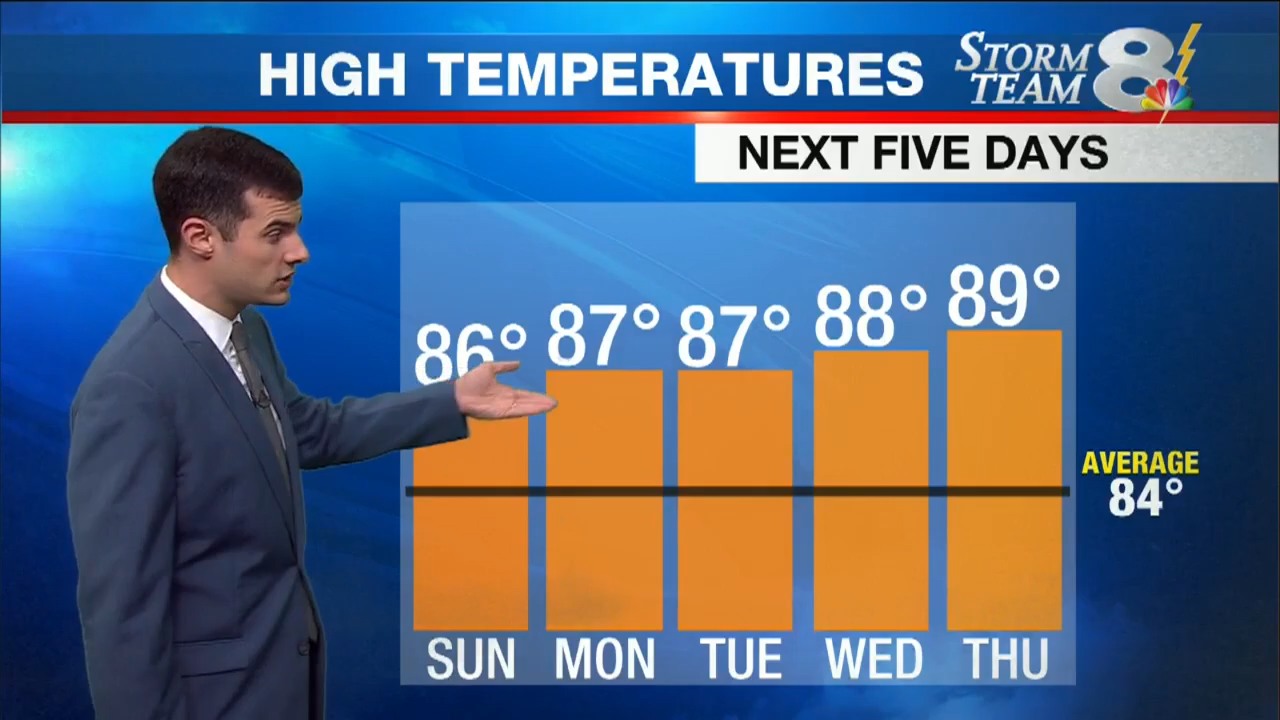 HIGH TEMPERATURES
STORM
TEAM 8
NEXT FIVE DAYS
86° 87° 87° 88° 89°
AVERAGE
84°
SUN MON TUE WED THU